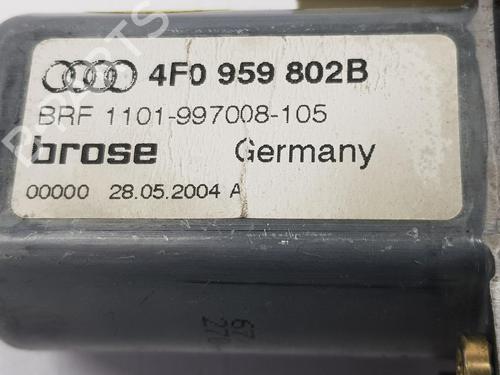 4F0 959 802B
BRF 1101-997008-105
brose Germany
00000 28.05.2004 A